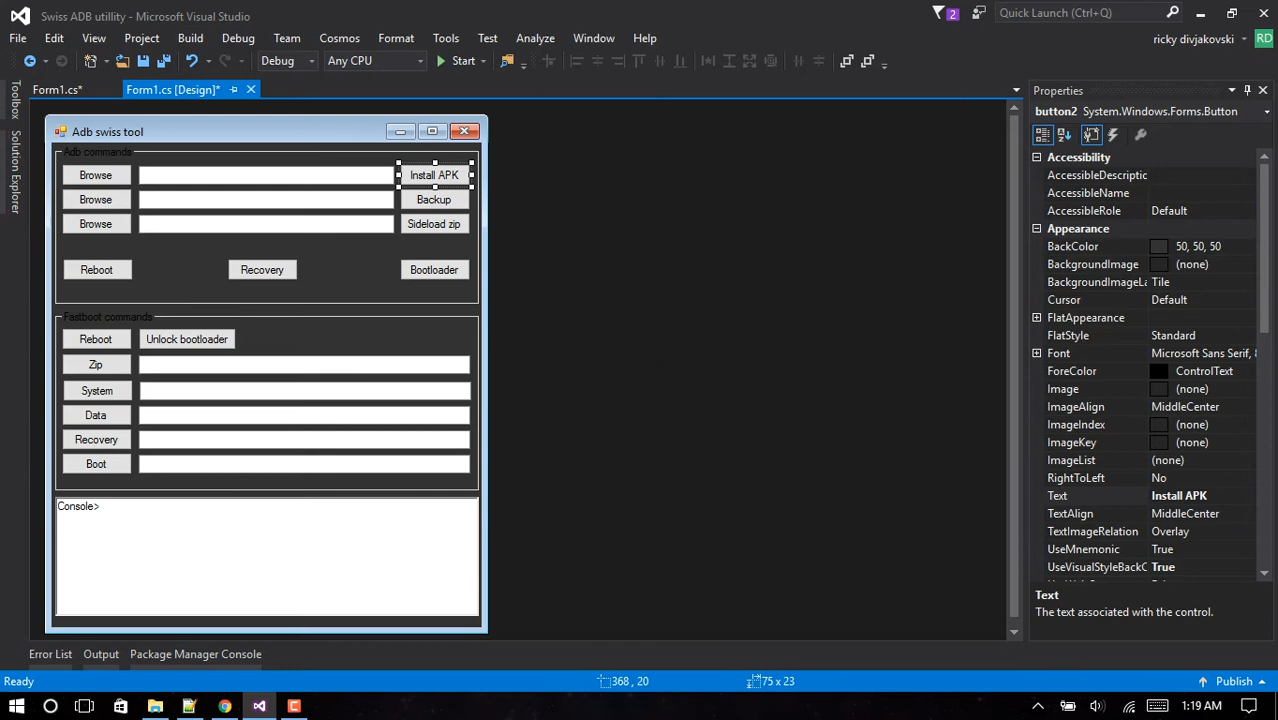 Swiss ADB utillity - Microsoft Visual Studio
2
Quick Launch (Ctrl+Q)
File Edit View Project Build Debug Team Cosmos Format Tools Test Analyze Window Help
ricky divjakovski RD
Debug Any CPU Start
Toolbox
Solution Explorer
Form1.cs* Form1.cs [Design]*
Adb swiss tool
Adb commands
Browse Install APK
Browse Backup
Browse Sideload zip
Reboot Recovery Bootloader
Fastboot commands
Reboot Unlock bootloader
Zip
System
Data
Recovery
Boot
Console>
Properties
button2 System.Windows.Forms.Button
Accessibility
AccessibleDescriptic
AccessibleName
AccessibleRole Default
Appearance
BackColor 50, 50, 50
BackgroundImage (none)
BackgroundImageLa Tile
Cursor Default
FlatAppearance
FlatStyle Standard
Font Microsoft Sans Serif, 8
ForeColor ControlText
Image (none)
ImageAlign MiddleCenter
ImageIndex (none)
ImageKey (none)
ImageList (none)
RightToLeft No
Text Install APK
TextAlign MiddleCenter
TextImageRelation Overlay
UseMnemonic True
UseVisualStyleBackC True
Text
The text associated with the control.
Error List Output Package Manager Console
Ready 368 , 20 75 x 23 Publish
1:19 AM